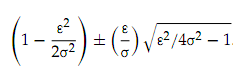 (1 − ε²/2σ²) ± (ε/σ) √ε²/4σ² − 1